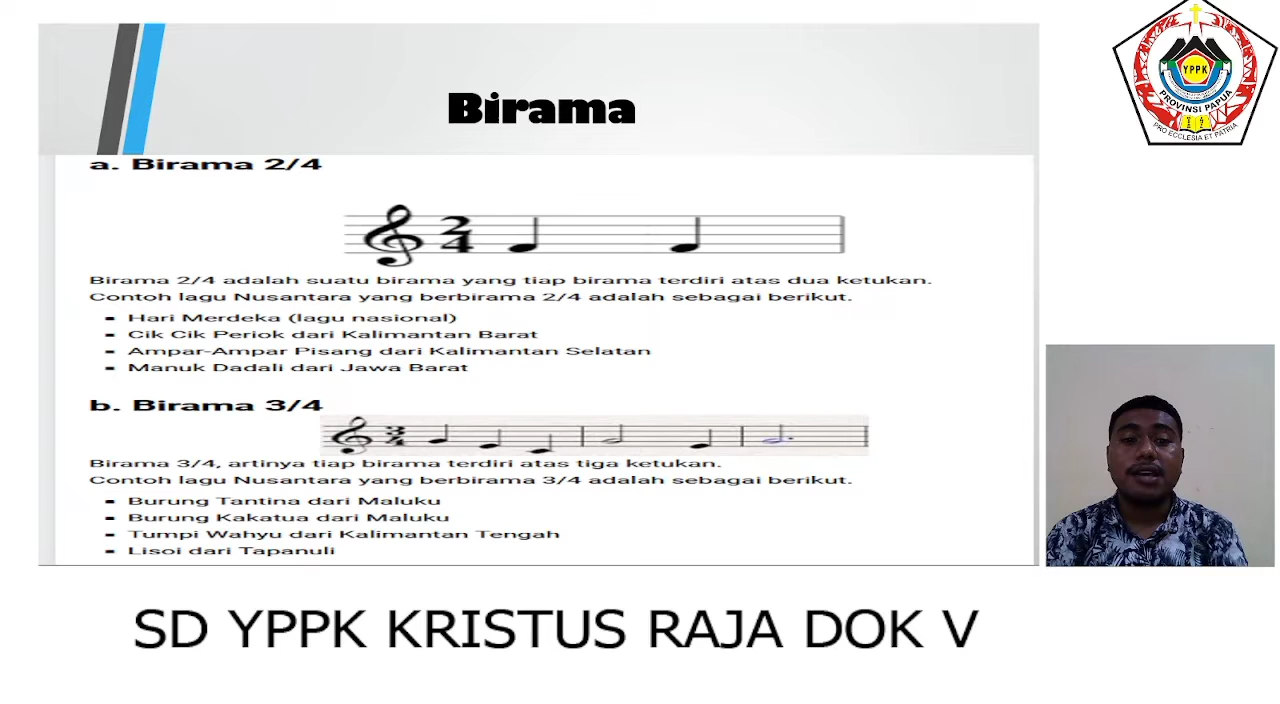 Birama
a. Birama 2/4
2
4
Birama 2/4 adalah suatu birama yang tiap birama terdiri atas dua ketukan.
Contoh lagu Nusantara yang berbirama 2/4 adalah sebagai berikut.
▪ Hari Merdeka (lagu nasional)
▪ Cik Cik Periok dari Kalimantan Barat
▪ Ampar-Ampar Pisang dari Kalimantan Selatan
▪ Manuk Dadali dari Jawa Barat
b. Birama 3/4
3
4
Birama 3/4, artinya tiap birama terdiri atas tiga ketukan.
Contoh lagu Nusantara yang berbirama 3/4 adalah sebagai berikut.
▪ Burung Tantina dari Maluku
▪ Burung Kakatua dari Maluku
▪ Tumpi Wahyu dari Kalimantan Tengah
▪ Lisoi dari Tapanuli
SD YPPK KRISTUS RAJA DOK V
YPPK
PROVINSI PAPUA
PRO ECCLESIA ET PATRIA